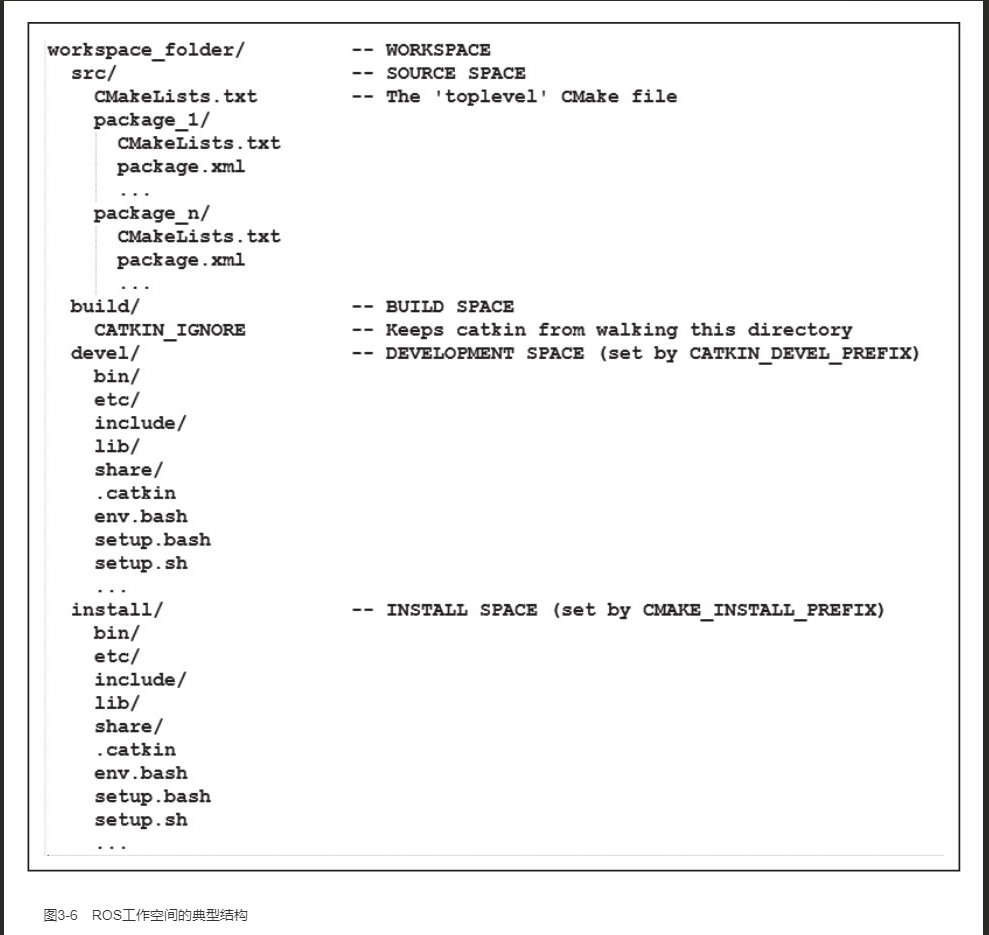 workspace_folder/ -- WORKSPACE
src/ -- SOURCE SPACE
CMakeLists.txt -- The 'toplevel' CMake file
package_1/
CMakeLists.txt
package.xml
...
package_n/
CMakeLists.txt
package.xml
...
build/ -- BUILD SPACE
CATKIN_IGNORE -- Keeps catkin from walking this directory
devel/ -- DEVELOPMENT SPACE (set by CATKIN_DEVEL_PREFIX)
bin/
etc/
include/
lib/
share/
.catkin
env.bash
setup.bash
setup.sh
...
install/ -- INSTALL SPACE (set by CMAKE_INSTALL_PREFIX)
bin/
etc/
include/
lib/
share/
.catkin
env.bash
setup.bash
setup.sh
...
图3-6 ROS工作空间的典型结构